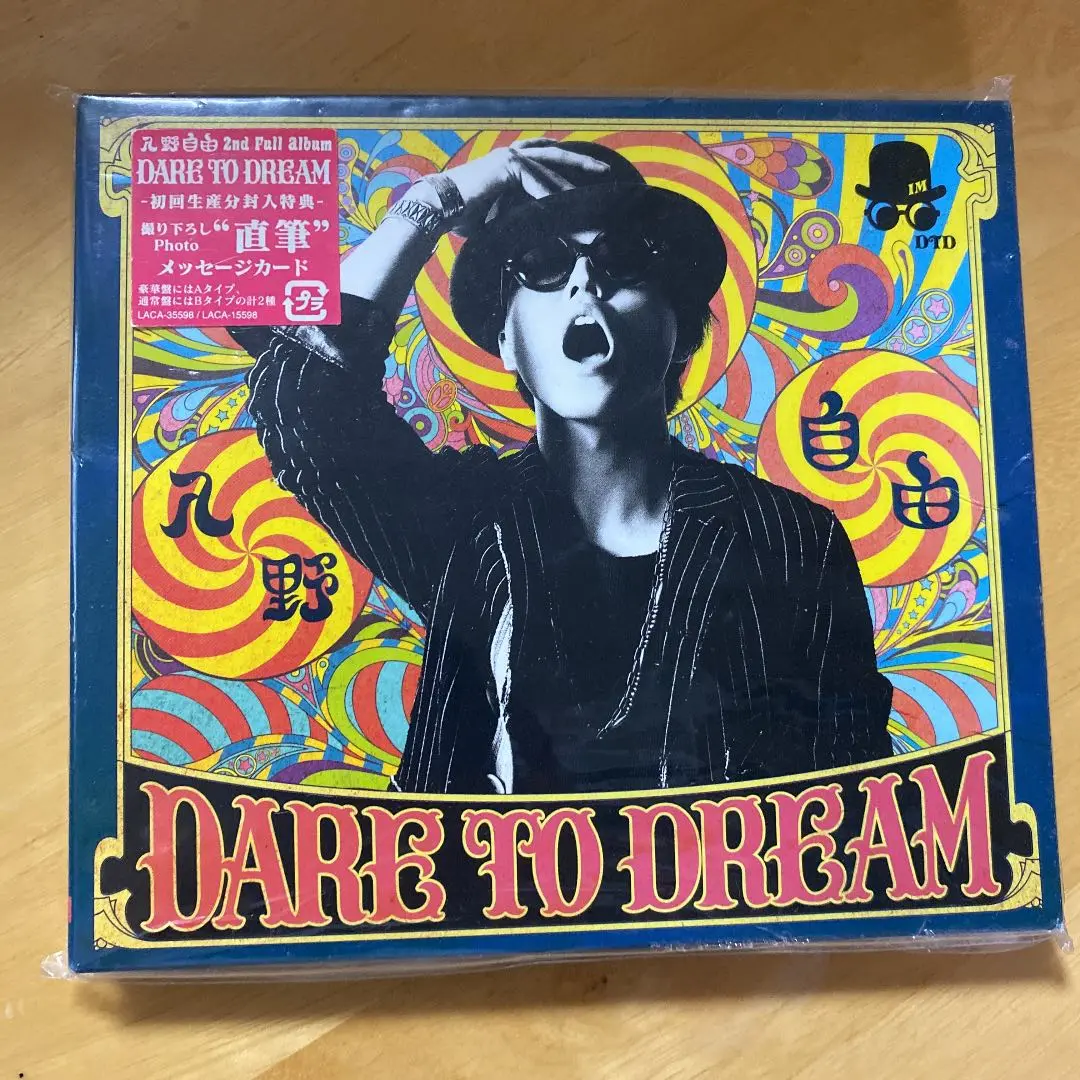 入野自由 2nd Full album
DARE TO DREAM
-初回生産分封入特典-
撮り下ろし
Photo
“直筆”
メッセージカード
豪華盤にはAタイプ、
通常盤にはBタイプの計2種
プラ
LACA-35598 / LACA-15598
IM
DTD
入野
自由
DARE TO DREAM